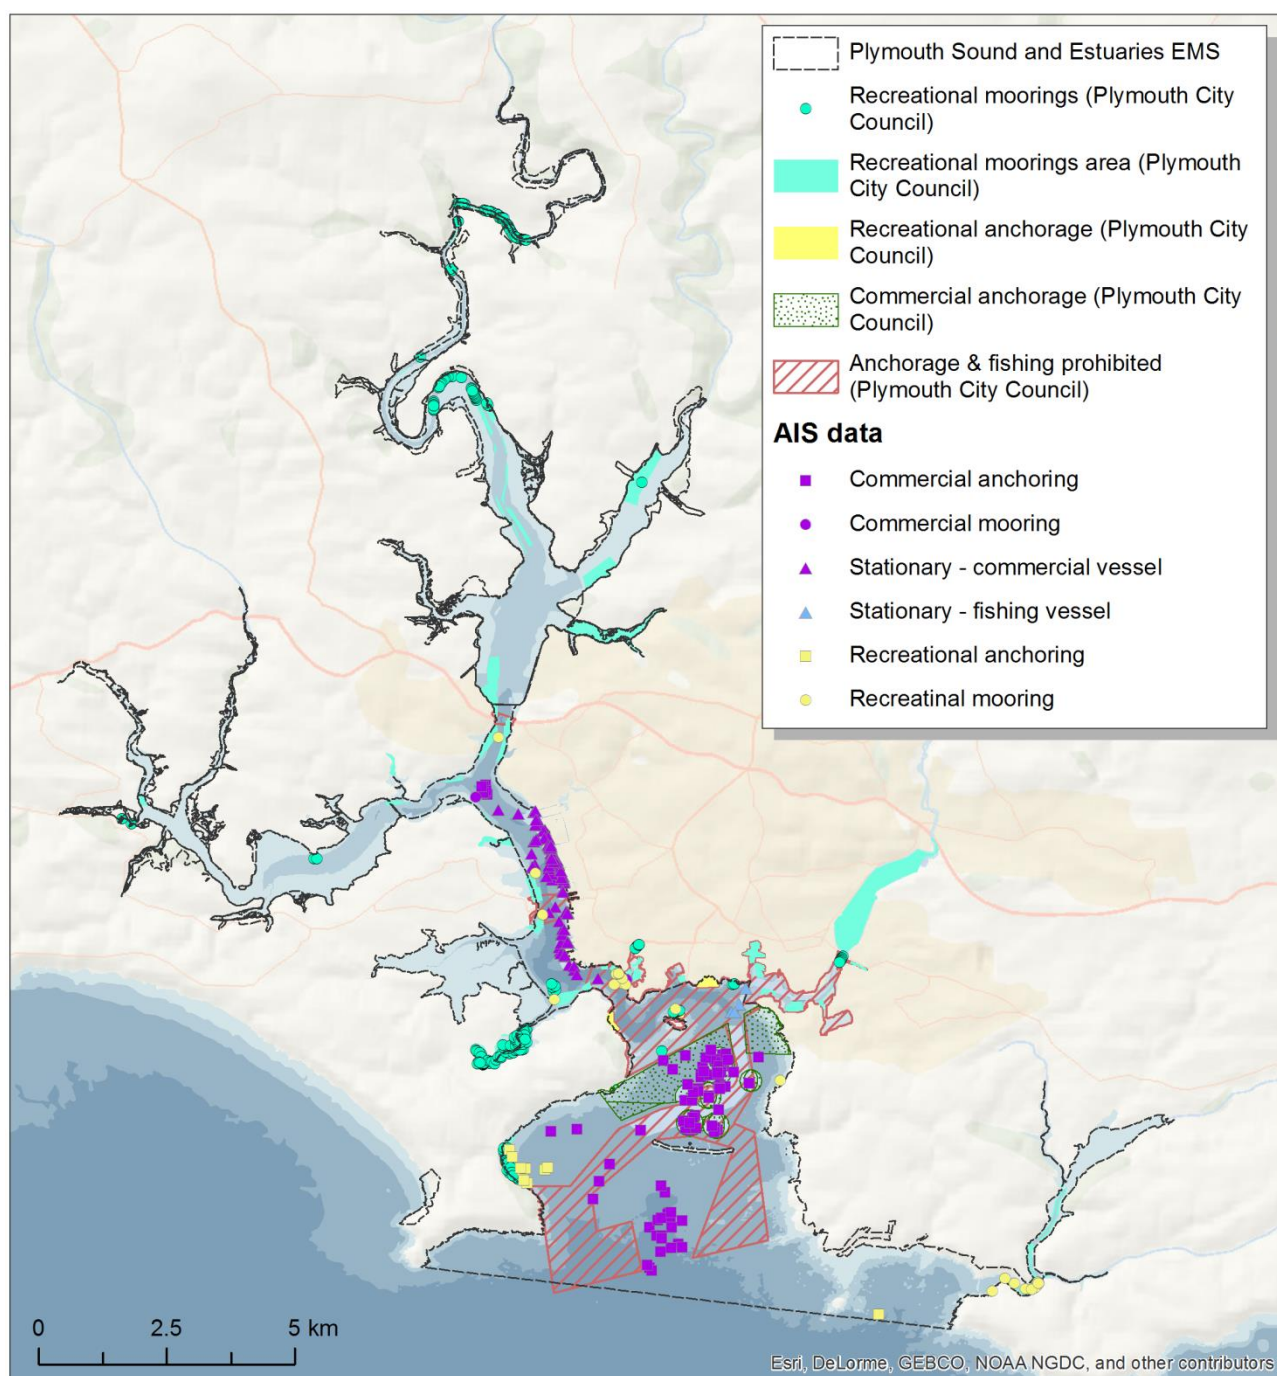 Plymouth Sound and Estuaries EMS
Recreational moorings (Plymouth City
Council)
Recreational moorings area (Plymouth
City Council)
Recreational anchorage (Plymouth City
Council)
Commercial anchorage (Plymouth City
Council)
Anchorage & fishing prohibited
(Plymouth City Council)
AIS data
Commercial anchoring
Commercial mooring
Stationary - commercial vessel
Stationary - fishing vessel
Recreational anchoring
Recreatinal mooring
0 2.5 5 km
Esri, DeLorme, GEBCO, NOAA NGDC, and other contributors